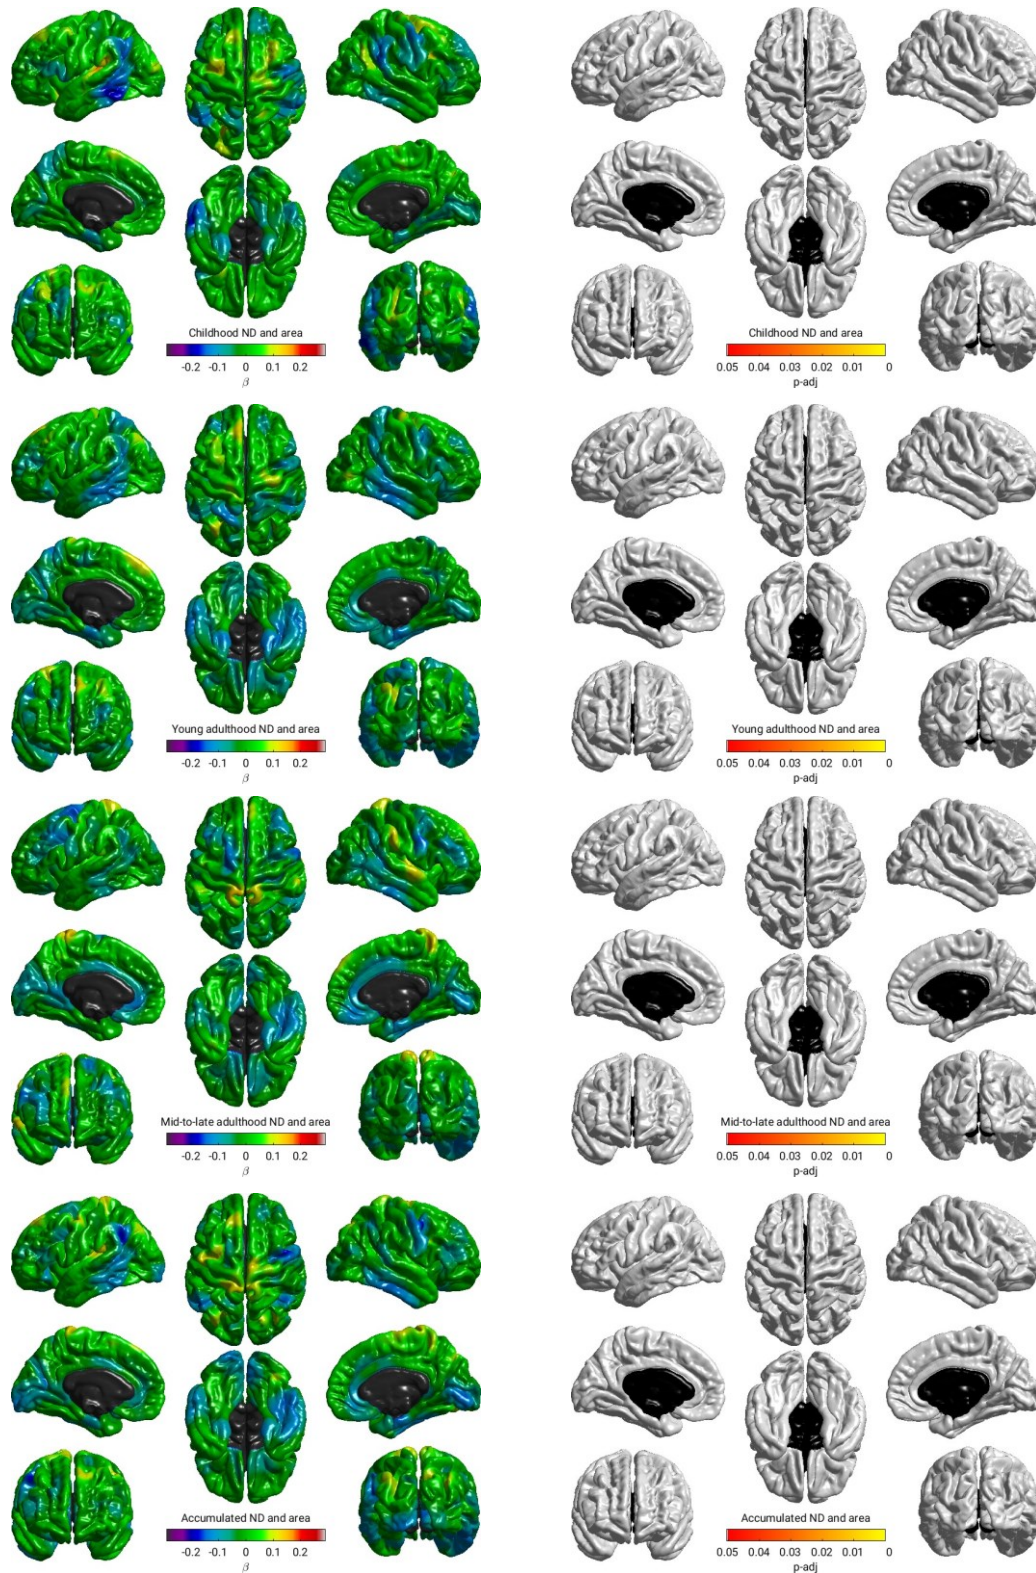 Childhood ND and area
-0.2 -0.1 0 0.1 0.2
β
Childhood ND and area
0.05 0.04 0.03 0.02 0.01 0
p-adj
Young adulthood ND and area
-0.2 -0.1 0 0.1 0.2
β
Young adulthood ND and area
0.05 0.04 0.03 0.02 0.01 0
p-adj
Mid-to-late adulthood ND and area
-0.2 -0.1 0 0.1 0.2
β
Mid-to-late adulthood ND and area
0.05 0.04 0.03 0.02 0.01 0
p-adj
Accumulated ND and area
-0.2 -0.1 0 0.1 0.2
β
Accumulated ND and area
0.05 0.04 0.03 0.02 0.01 0
p-adj